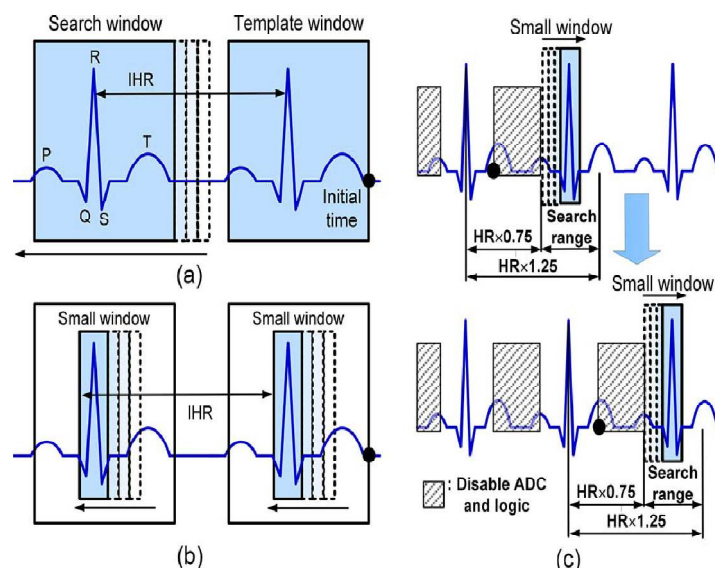 Search window
Template window
R
IHR
P
T
Q
S
Initial
time
(a)
Small window
Small window
IHR
(b)
Small window
HR×0.75
Search
range
HR×1.25
Small window
: Disable ADC
and logic
HR×0.75
Search
range
HR×1.25
(c)